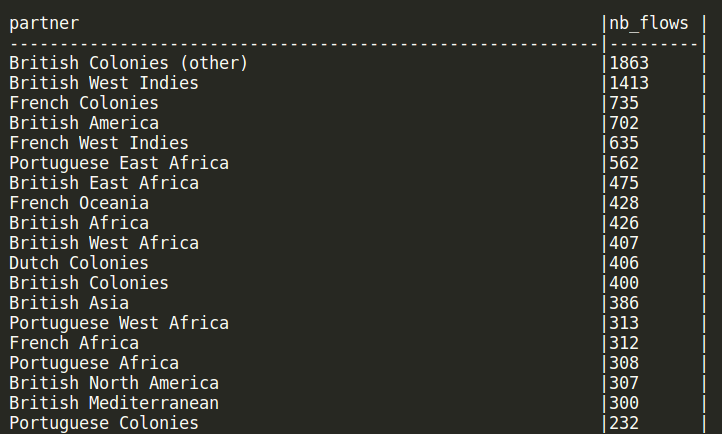 partner |nb_flows |
-----------------------------------------------------------|---------|
British Colonies (other) |1863 |
British West Indies |1413 |
French Colonies |735 |
British America |702 |
French West Indies |635 |
Portuguese East Africa |562 |
British East Africa |475 |
French Oceania |428 |
British Africa |426 |
British West Africa |407 |
Dutch Colonies |406 |
British Colonies |400 |
British Asia |386 |
Portuguese West Africa |313 |
French Africa |312 |
Portuguese Africa |308 |
British North America |307 |
British Mediterranean |300 |
Portuguese Colonies |232 |